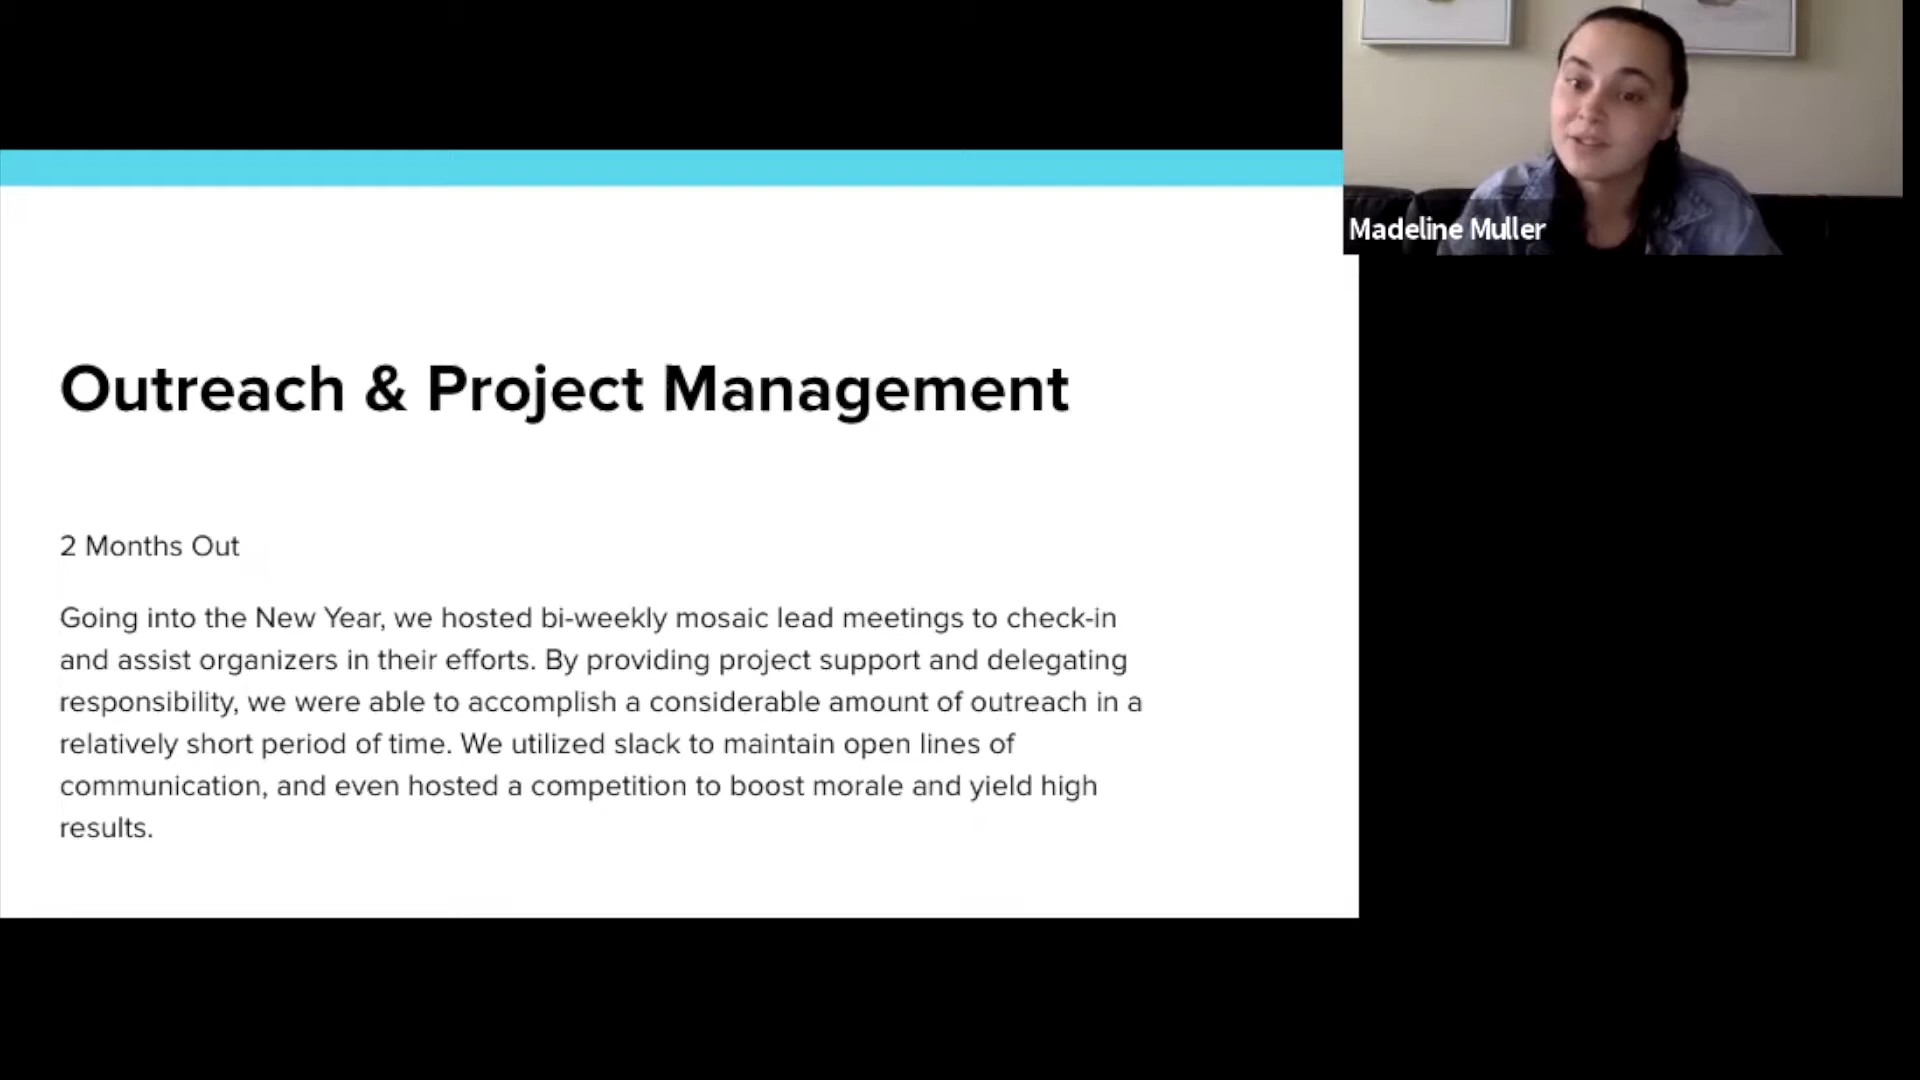 Madeline Muller
Outreach & Project Management
2 Months Out
Going into the New Year, we hosted bi-weekly mosaic lead meetings to check-in
and assist organizers in their efforts. By providing project support and delegating
responsibility, we were able to accomplish a considerable amount of outreach in a
relatively short period of time. We utilized slack to maintain open lines of
communication, and even hosted a competition to boost morale and yield high
results.